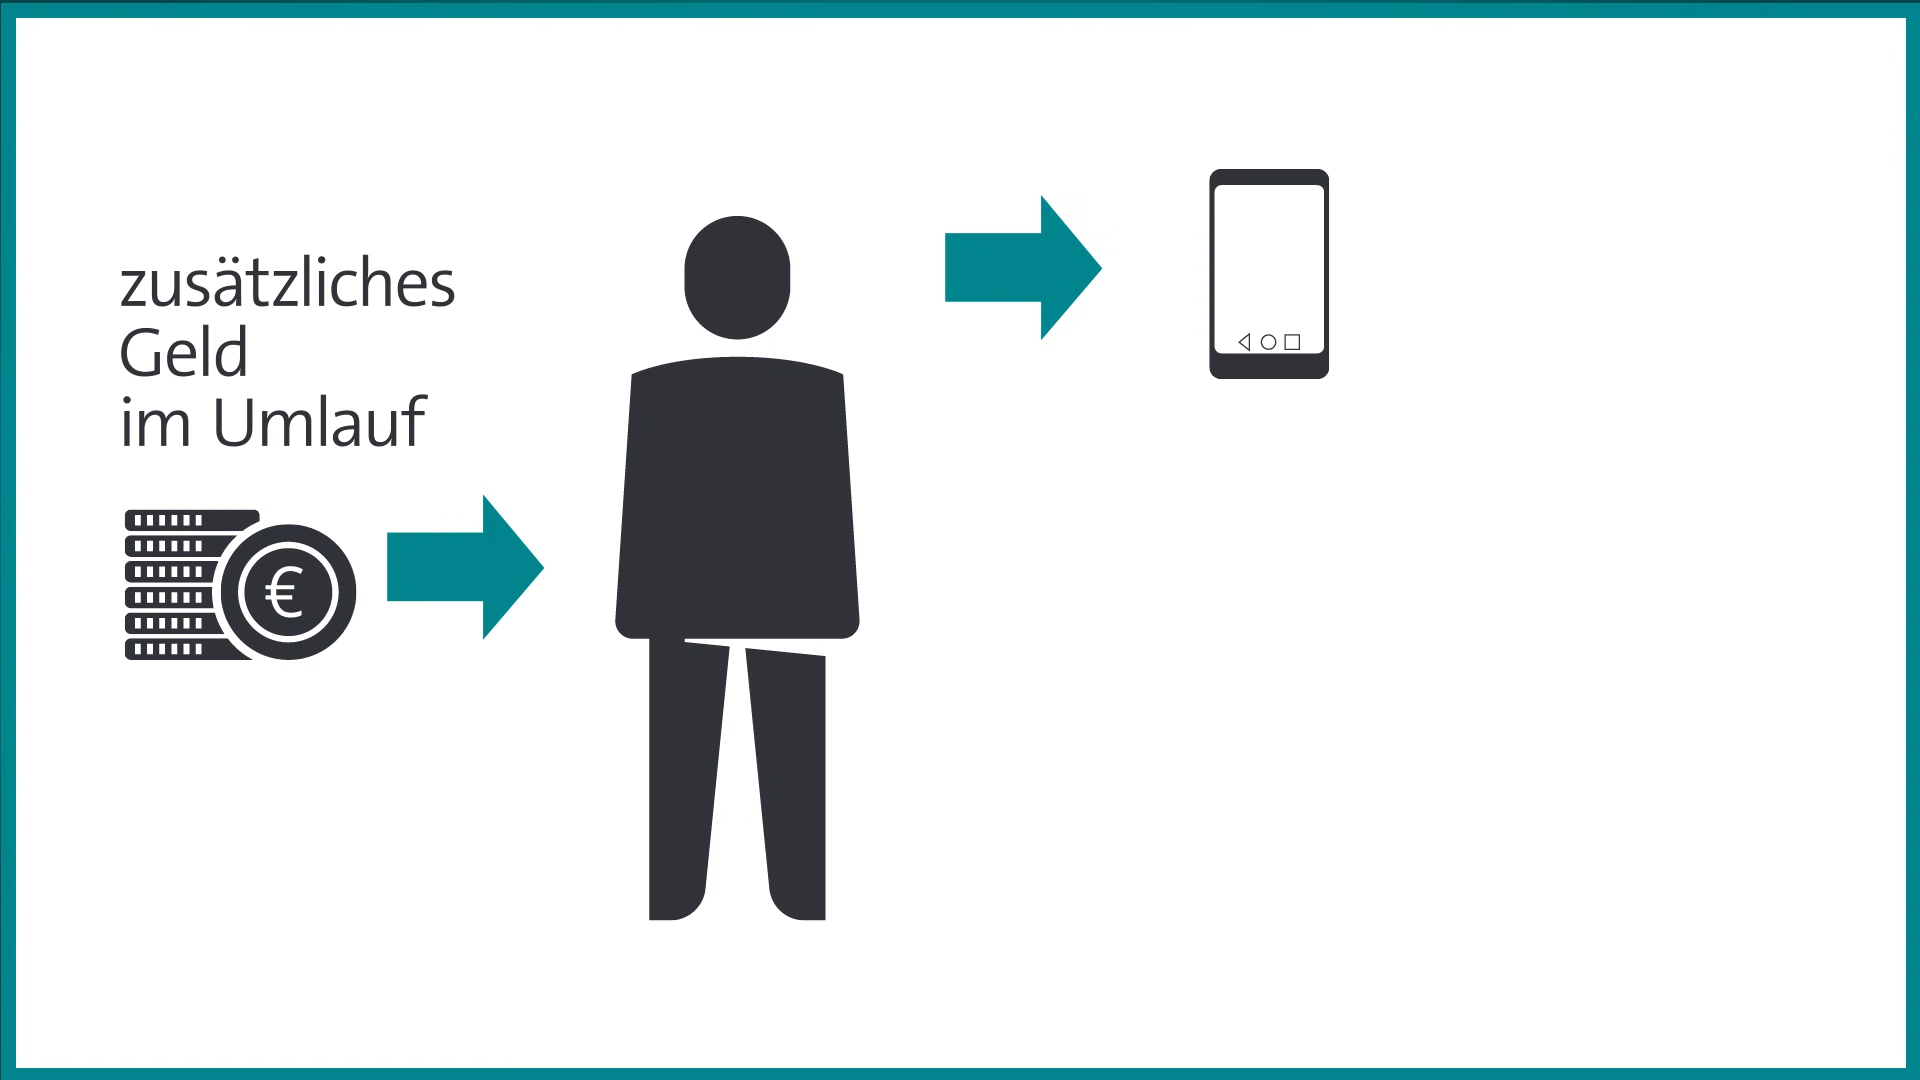 zusätzliches
Geld
im Umlauf
€